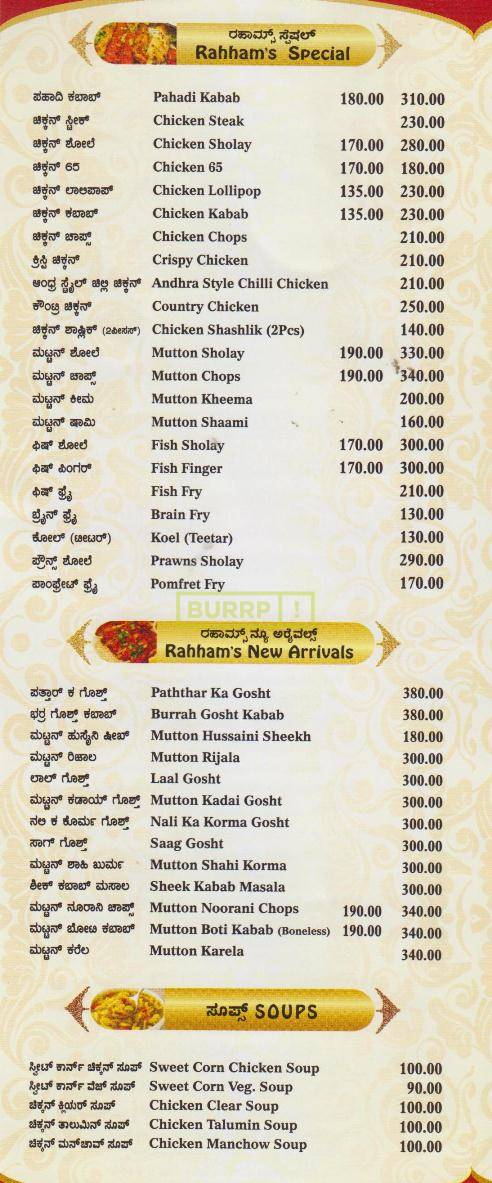 ರಹಾಮ್ಸ್ ಸ್ಪೆಷಲ್
Rahham's Special
ಪಹಾದಿ ಕಬಾಬ್ Pahadi Kabab 180.00 310.00
ಚಿಕ್ಕನ್ ಸ್ಟೀಕ್ Chicken Steak 230.00
ಚಿಕ್ಕನ್ ಶೋಲೆ Chicken Sholay 170.00 280.00
ಚಿಕ್ಕನ್ 65 Chicken 65 170.00 180.00
ಚಿಕ್ಕನ್ ಲಾಲಿಪಾಪ್ Chicken Lollipop 135.00 230.00
ಚಿಕ್ಕನ್ ಕಬಾಬ್ Chicken Kabab 135.00 230.00
ಚಿಕ್ಕನ್ ಚಾಪ್ಸ್ Chicken Chops 210.00
ಕ್ರಿಸ್ಪಿ ಚಿಕ್ಕನ್ Crispy Chicken 210.00
ಆಂಧ್ರ ಸ್ಟೈಲ್ ಚಿಲ್ಲಿ ಚಿಕ್ಕನ್ Andhra Style Chilli Chicken 210.00
ಕೌಂಟ್ರಿ ಚಿಕ್ಕನ್ Country Chicken 250.00
ಚಿಕ್ಕನ್ ಶಾಷ್ಲಿಕ್ (2ಪೀಸಸ್) Chicken Shashlik (2Pcs) 140.00
ಮಟ್ಟನ್ ಶೋಲೆ Mutton Sholay 190.00 330.00
ಮಟ್ಟನ್ ಚಾಪ್ಸ್ Mutton Chops 190.00 340.00
ಮಟ್ಟನ್ ಕೀಮ Mutton Kheema 200.00
ಮಟ್ಟನ್ ಷಾಮಿ Mutton Shaami 160.00
ಫಿಷ್ ಶೋಲೆ Fish Sholay 170.00 300.00
ಫಿಷ್ ಫಿಂಗರ್ Fish Finger 170.00 300.00
ಫಿಷ್ ಫ್ರೈ Fish Fry 210.00
ಬ್ರೈನ್ ಫ್ರೈ Brain Fry 130.00
ಕೋಲ್ (ಟೀಟರ್) Koel (Teetar) 130.00
ಪ್ರೌನ್ಸ್ ಶೋಲೆ Prawns Sholay 290.00
ಪಾಂಫ್ರೇಟ್ ಫ್ರೈ Pomfret Fry 170.00
BURRP !
ರಹಾಮ್ಸ್ ನ್ಯೂ ಅರೈವಲ್ಸ್
Rahham's New Arrivals
ಪತ್ತಾರ್ ಕ ಗೊಶ್ತ್ Paththar Ka Gosht 380.00
ಭರ್ರ ಗೊಶ್ತ್ ಕಬಾಬ್ Burrah Gosht Kabab 380.00
ಮಟ್ಟನ್ ಹುಸೈನಿ ಷೀಖ್ Mutton Hussaini Sheekh 180.00
ಮಟ್ಟನ್ ರಿಜಾಲ Mutton Rijala 300.00
ಲಾಲ್ ಗೊಶ್ತ್ Laal Gosht 300.00
ಮಟ್ಟನ್ ಕಡಾಯ್ ಗೊಶ್ತ್ Mutton Kadai Gosht 300.00
ನಲಿ ಕ ಕೊರ್ಮ ಗೊಶ್ತ್ Nali Ka Korma Gosht 300.00
ಸಾಗ್ ಗೊಶ್ತ್ Saag Gosht 300.00
ಮಟ್ಟನ್ ಶಾಹಿ ಖುರ್ಮ Mutton Shahi Korma 300.00
ಶೀಕ್ ಕಬಾಬ್ ಮಸಾಲ Sheek Kabab Masala 300.00
ಮಟ್ಟನ್ ನೂರಾನಿ ಚಾಪ್ಸ್ Mutton Noorani Chops 190.00 340.00
ಮಟ್ಟನ್ ಬೋಟಿ ಕಬಾಬ್ Mutton Boti Kabab (Boneless) 190.00 340.00
ಮಟ್ಟನ್ ಕರೆಲ Mutton Karela 340.00
ಸೂಪ್ಸ್ SOUPS
ಸ್ವೀಟ್ ಕಾರ್ನ್ ಚಿಕ್ಕನ್ ಸೂಪ್ Sweet Corn Chicken Soup 100.00
ಸ್ವೀಟ್ ಕಾರ್ನ್ ವೆಜ್ ಸೂಪ್ Sweet Corn Veg. Soup 90.00
ಚಿಕ್ಕನ್ ಕ್ಲಿಯರ್ ಸೂಪ್ Chicken Clear Soup 100.00
ಚಿಕ್ಕನ್ ತಾಲುಮಿನ್ ಸೂಪ್ Chicken Talumin Soup 100.00
ಚಿಕ್ಕನ್ ಮನ್‌ಚಾವ್ ಸೂಪ್ Chicken Manchow Soup 100.00